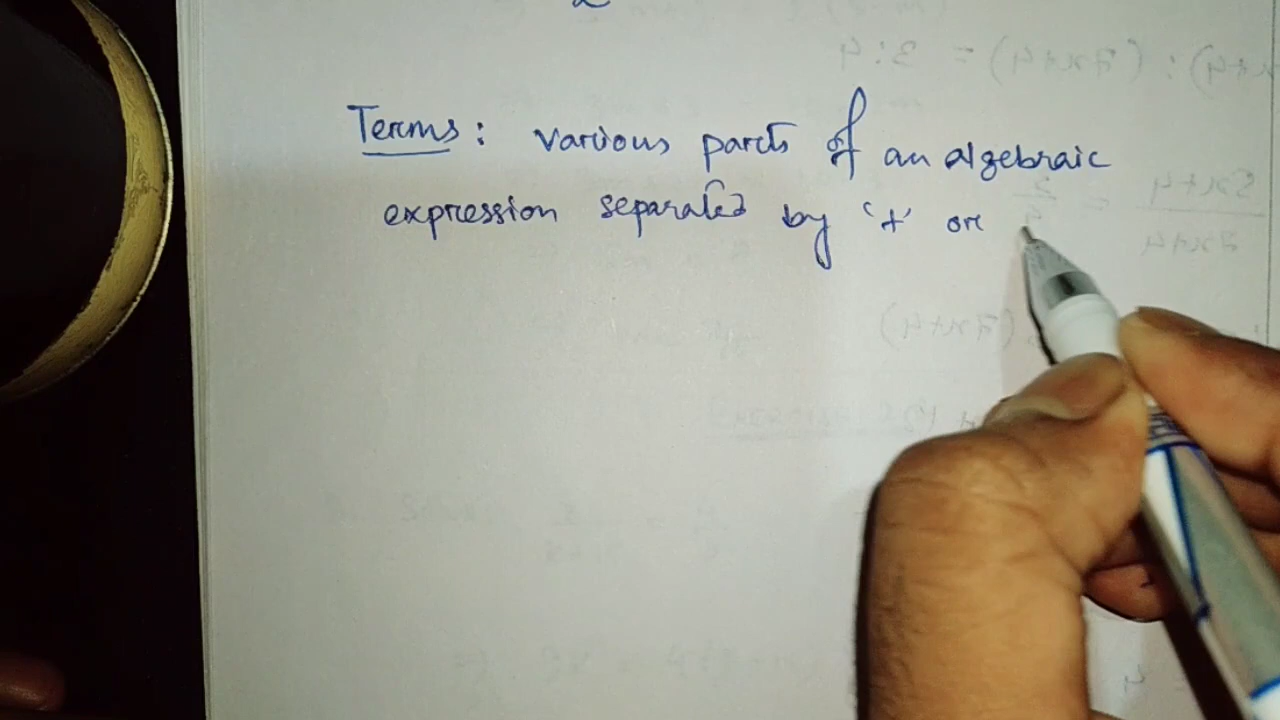 Terms: various parts of an algebraic
expression separated by '+' or